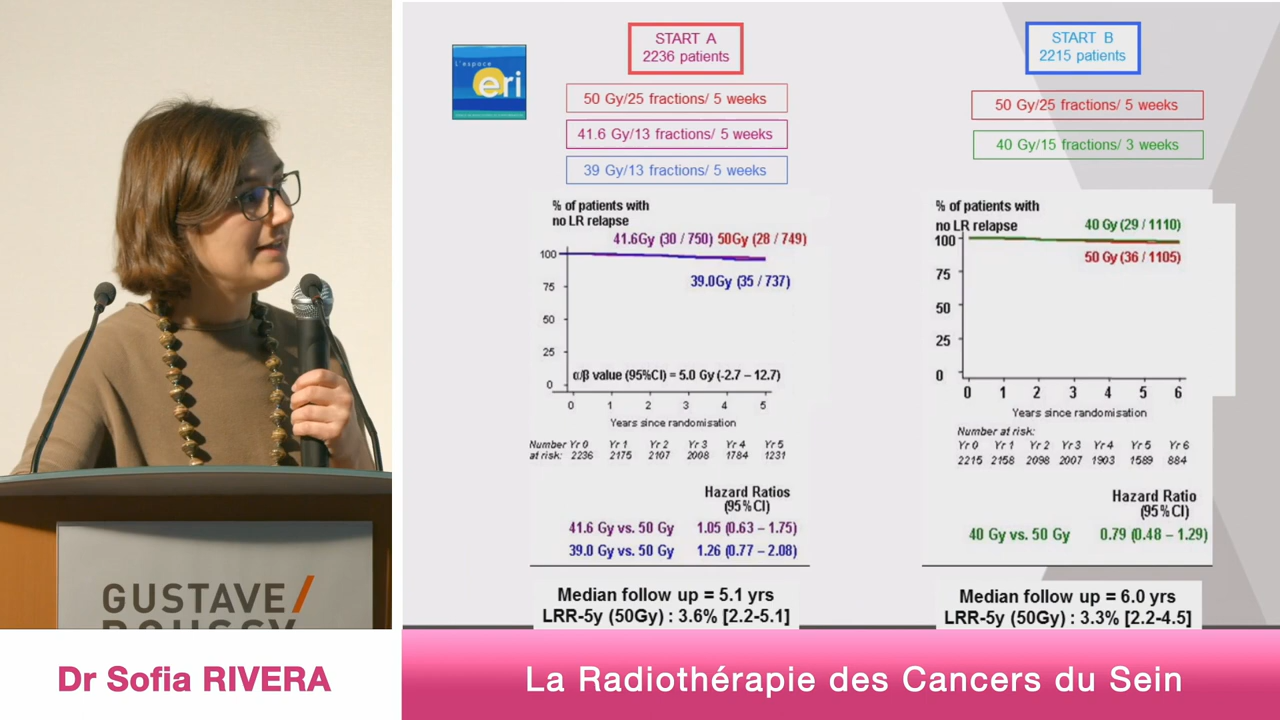 L'espace
eri
START A
2236 patients
50 Gy/25 fractions/ 5 weeks
41.6 Gy/13 fractions/ 5 weeks
39 Gy/13 fractions/ 5 weeks
% of patients with
no LR relapse
41.6Gy (30 / 750) 50Gy (28 / 749)
39.0Gy (35 / 737)
100
75
50
25
0
α/β value (95%CI) = 5.0 Gy (-2.7 – 12.7)
0 1 2 3 4 5
Years since randomisation
Number Yr 0 Yr 1 Yr 2 Yr 3 Yr 4 Yr 5
at risk: 2236 2175 2107 2008 1784 1231
Hazard Ratios
(95%CI)
41.6 Gy vs. 50 Gy 1.05 (0.63 – 1.75)
39.0 Gy vs. 50 Gy 1.26 (0.77 – 2.08)
Median follow up = 5.1 yrs
LRR-5y (50Gy) : 3.6% [2.2-5.1]
START B
2215 patients
50 Gy/25 fractions/ 5 weeks
40 Gy/15 fractions/ 3 weeks
% of patients with
no LR relapse
40 Gy (29 / 1110)
50 Gy (36 / 1105)
100
75
50
25
0
0 1 2 3 4 5 6
Years since randomisation
Number at risk:
Yr 0 Yr 1 Yr 2 Yr 3 Yr 4 Yr 5 Yr 6
2215 2158 2098 2007 1903 1589 884
Hazard Ratio
(95%CI)
40 Gy vs. 50 Gy 0.79 (0.48 – 1.29)
Median follow up = 6.0 yrs
LRR-5y (50Gy) : 3.3% [2.2-4.5]
GUSTAVE/
ROUSSY
Dr Sofia RIVERA
La Radiothérapie des Cancers du Sein